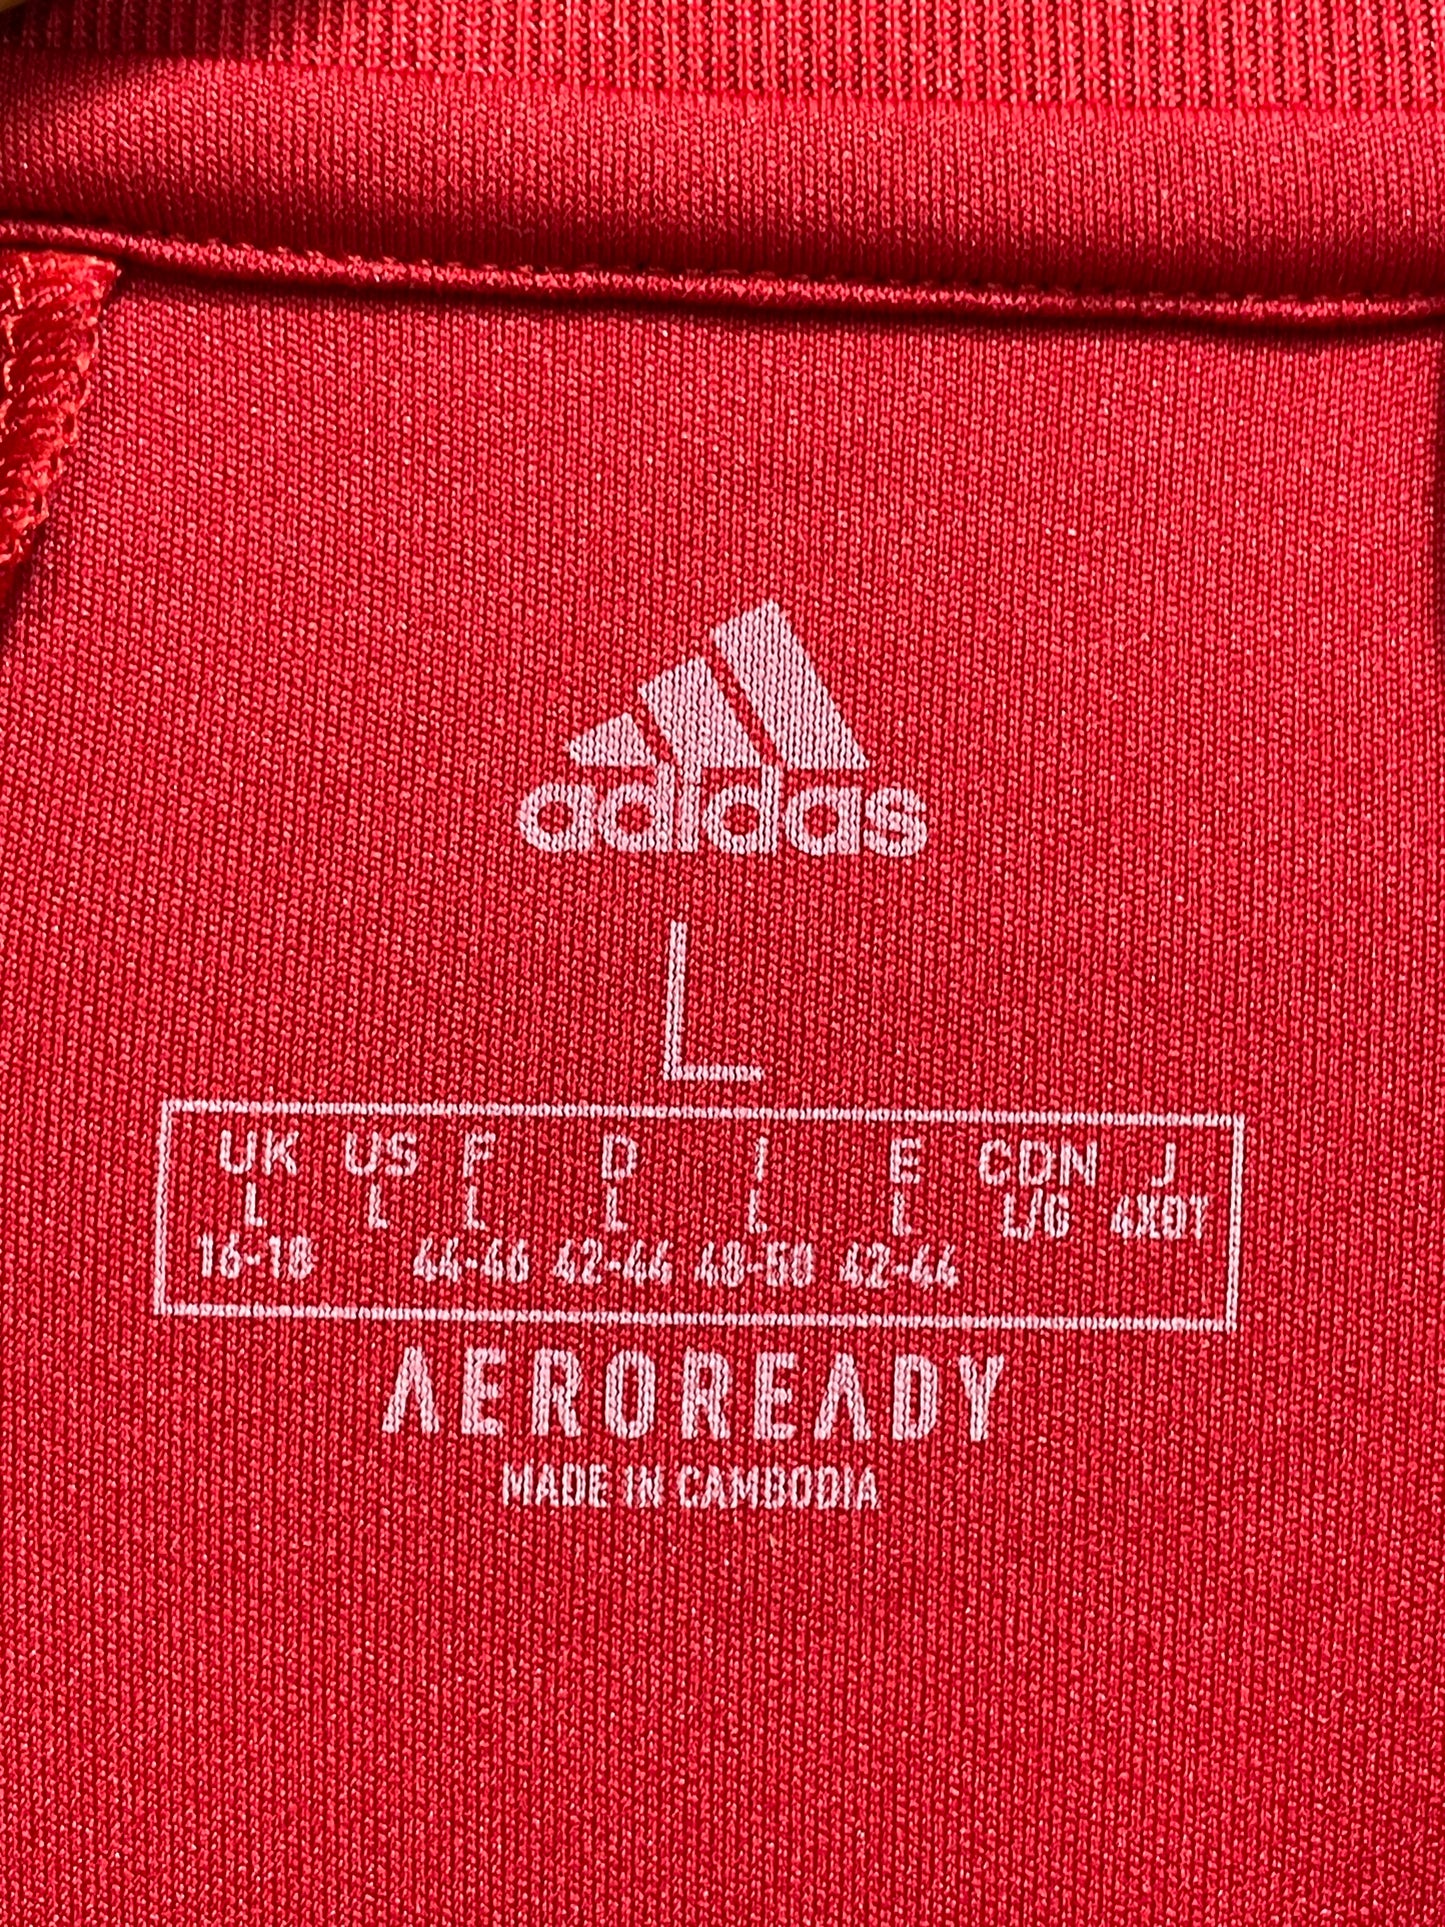 adidas
L
UK US F D I E CDN J
L L L L L L L/G 4XOT
16-18 44-46 42-44 48-50 42-44
AEROREADY
MADE IN CAMBODIA